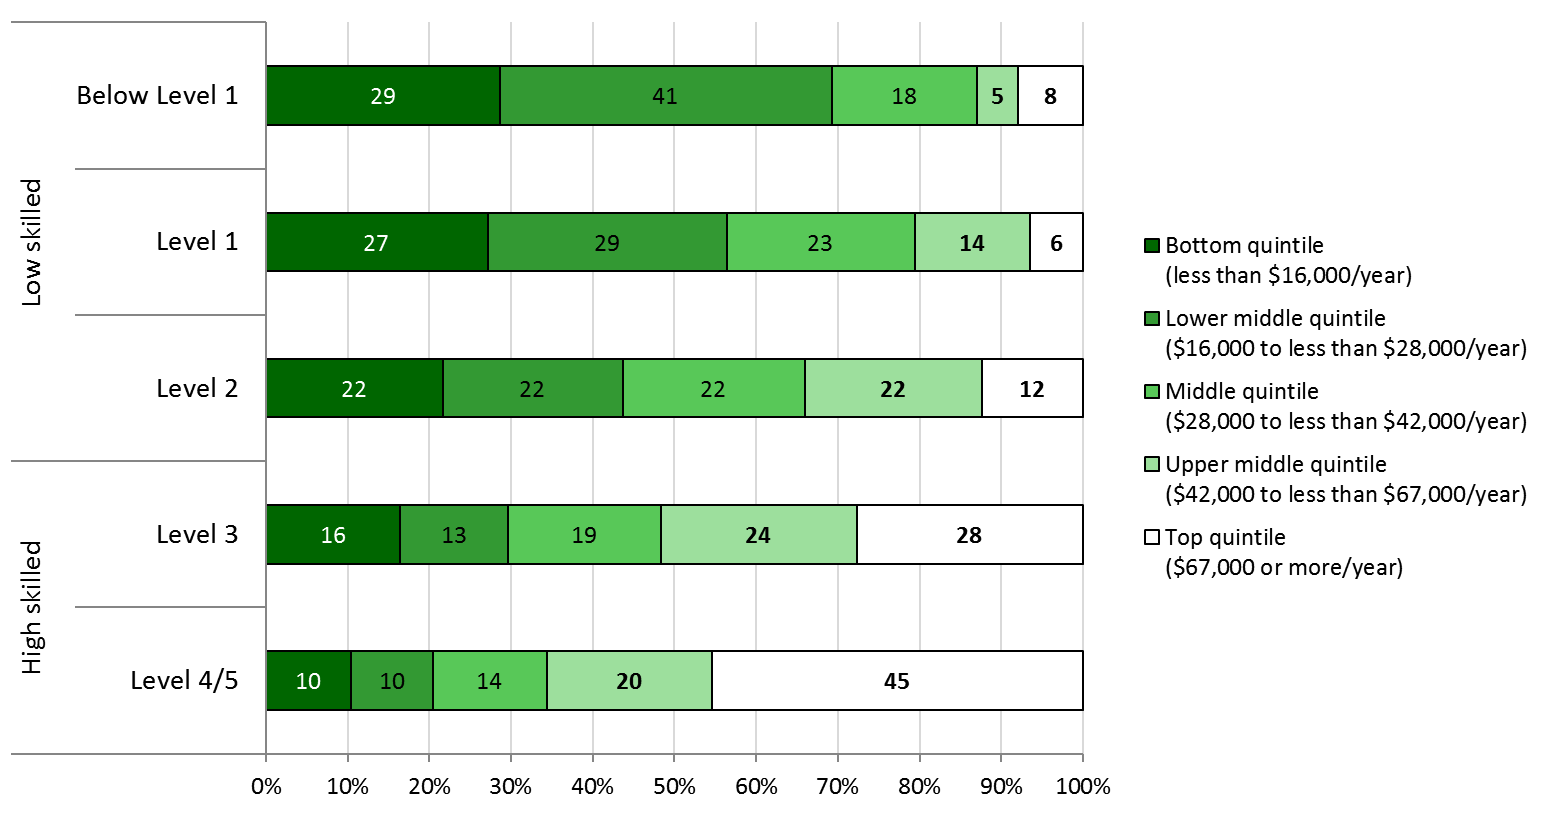 Low skilled
Below Level 1
29 41 18 5 8
Level 1
27 29 23 14 6
Level 2
22 22 22 22 12
High skilled
Level 3
16 13 19 24 28
Level 4/5
10 10 14 20 45
0% 10% 20% 30% 40% 50% 60% 70% 80% 90% 100%
Bottom quintile
(less than $16,000/year)
Lower middle quintile
($16,000 to less than $28,000/year)
Middle quintile
($28,000 to less than $42,000/year)
Upper middle quintile
($42,000 to less than $67,000/year)
Top quintile
($67,000 or more/year)